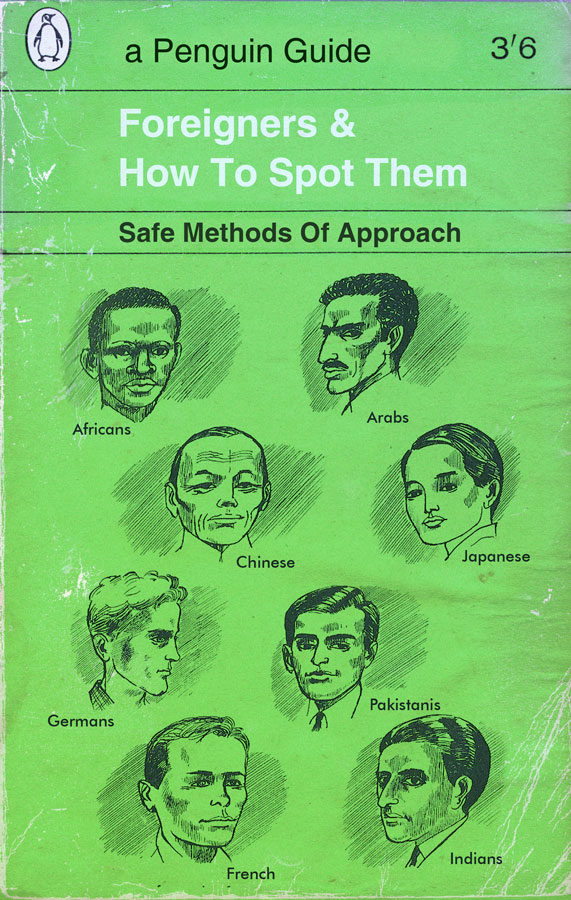 a Penguin Guide
3'6
Foreigners &
How To Spot Them
Safe Methods Of Approach
Africans
Arabs
Chinese
Japanese
Germans
Pakistanis
French
Indians